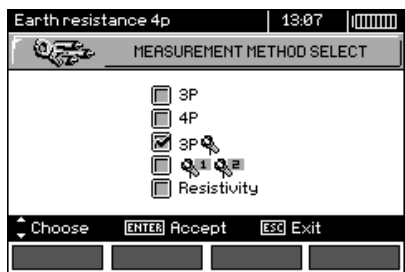 Earth resistance 4p 13:07
MEASUREMENT METHOD SELECT
3P
4P
3P
1 2
Resistivity
Choose ENTER Accept ESC Exit